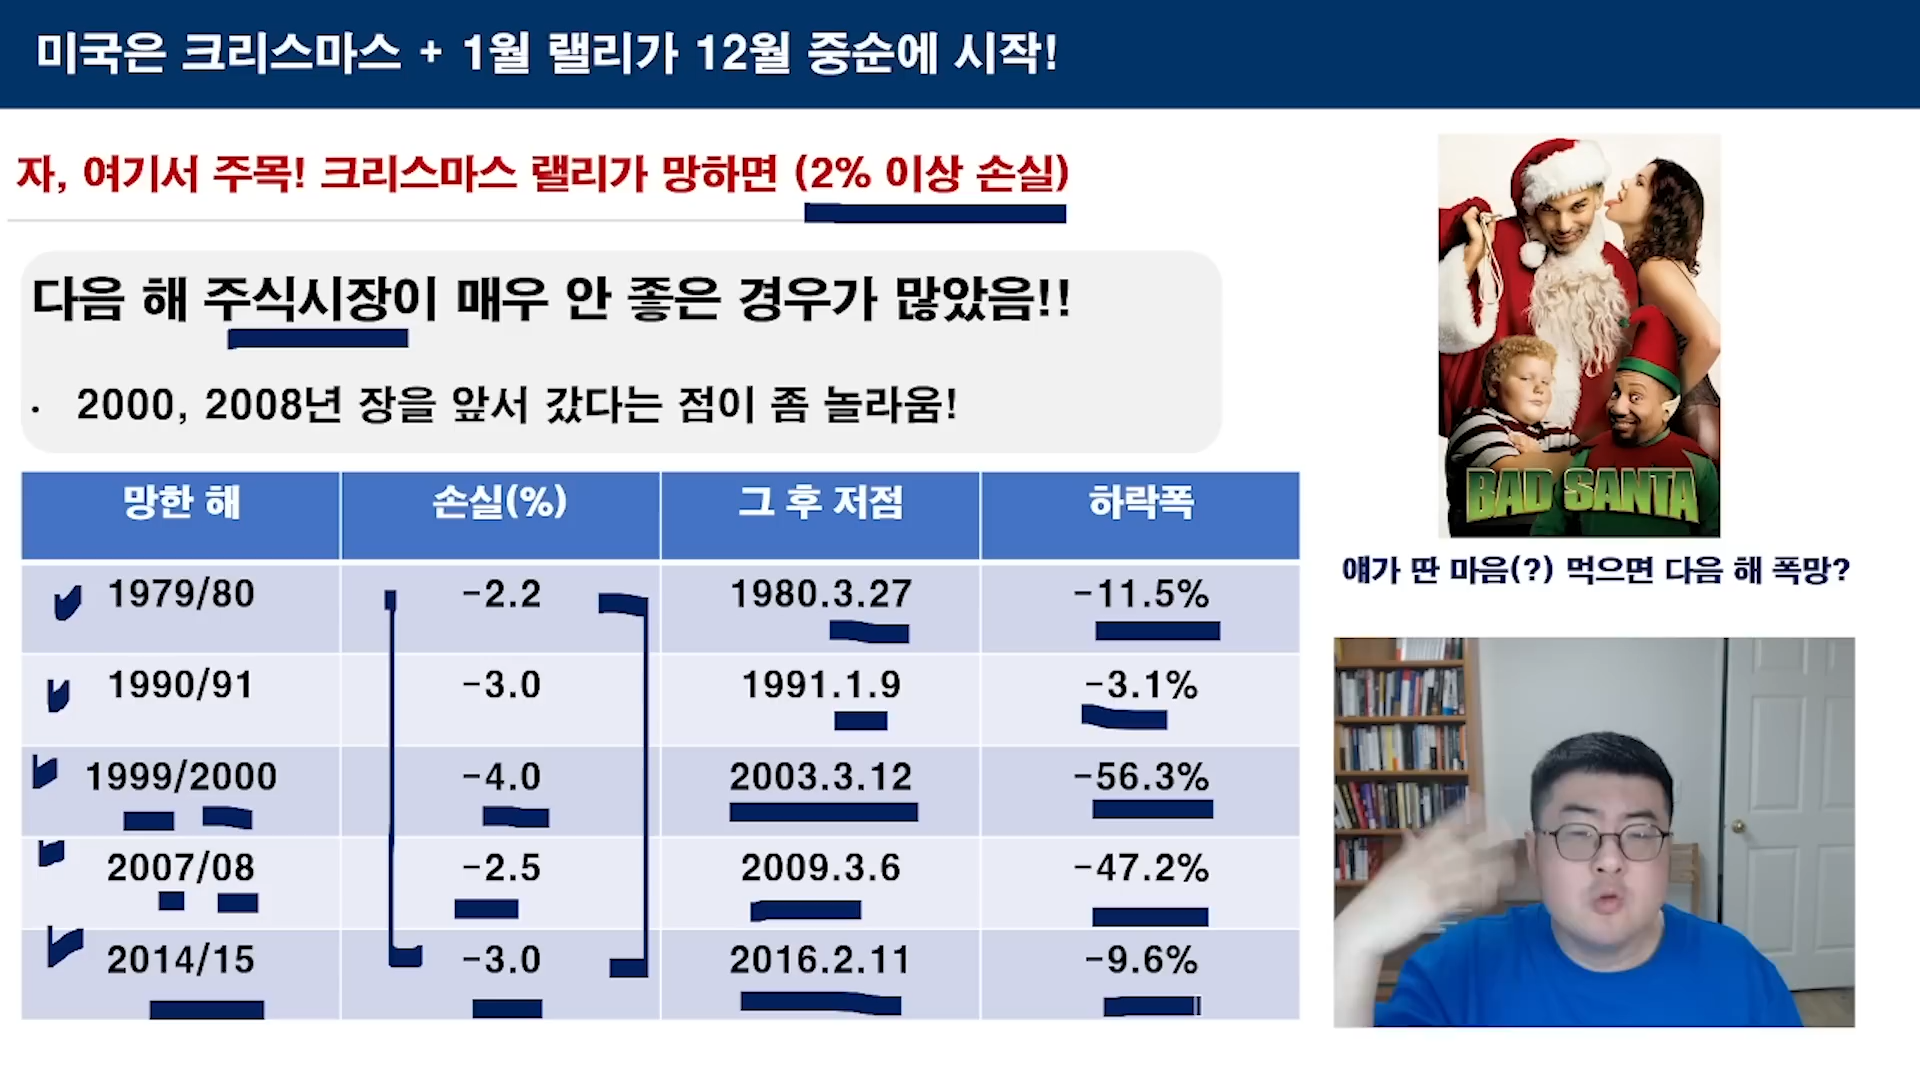 미국은 크리스마스 + 1월 랠리가 12월 중순에 시작!
자, 여기서 주목! 크리스마스 랠리가 망하면 (2% 이상 손실)
다음 해 주식시장이 매우 안 좋은 경우가 많았음!!
· 2000, 2008년 장을 앞서 갔다는 점이 좀 놀라움!
망한 해 손실(%) 그 후 저점 하락폭
1979/80 -2.2 1980.3.27 -11.5%
1990/91 -3.0 1991.1.9 -3.1%
1999/2000 -4.0 2003.3.12 -56.3%
2007/08 -2.5 2009.3.6 -47.2%
2014/15 -3.0 2016.2.11 -9.6%
BAD SANTA
얘가 딴 마음(?) 먹으면 다음 해 폭망?